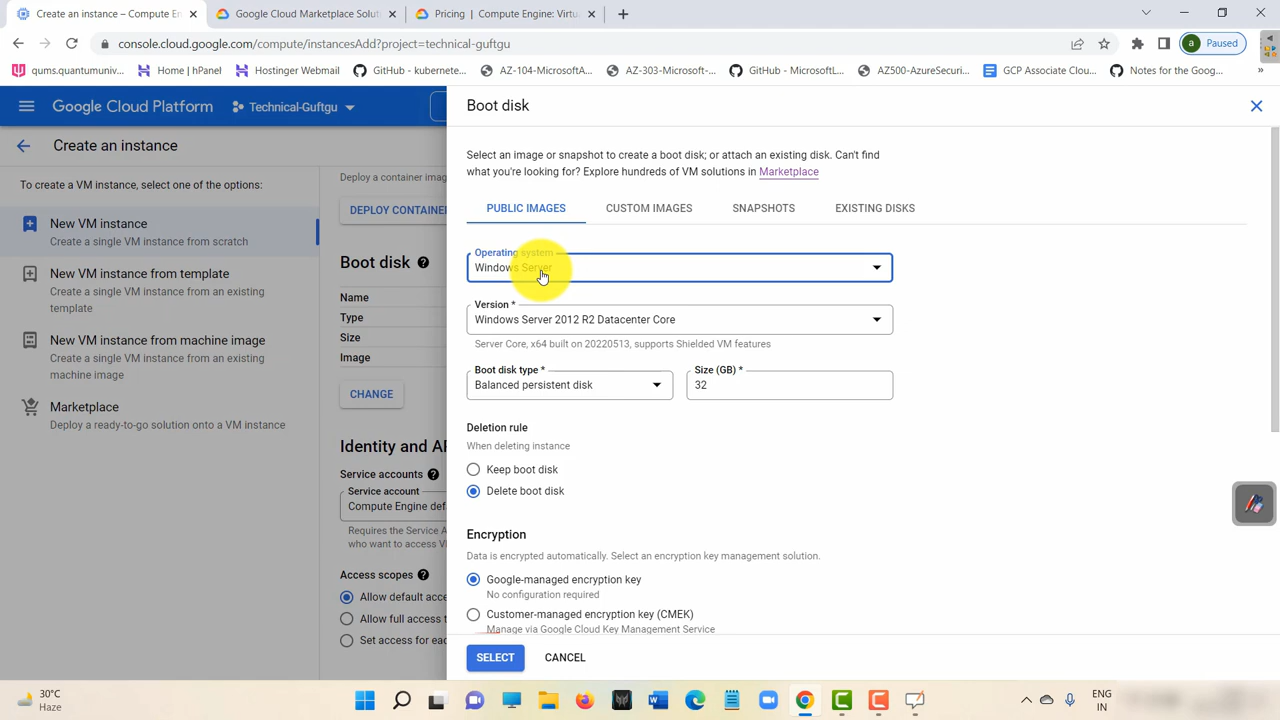 Create an instance – Compute En
Google Cloud Marketplace Soluti
Pricing | Compute Engine: Virtu
console.cloud.google.com/compute/instancesAdd?project=technical-guftgu
a Paused
qums.quantumuniv...
Home | hPanel
Hostinger Webmail
GitHub - kubernete...
AZ-104-MicrosoftA...
AZ-303-Microsoft-...
GitHub - MicrosoftL...
AZ500-AzureSecuri...
GCP Associate Clou...
Notes for the Goog...
Google Cloud Platform
Technical-Guftgu
Create an instance
To create a VM instance, select one of the options:
New VM instance
Create a single VM instance from scratch
New VM instance from template
Create a single VM instance from an existing
template
New VM instance from machine image
Create a single VM instance from an existing
machine image
Marketplace
Deploy a ready-to-go solution onto a VM instance
Deploy a container imag
DEPLOY CONTAINE
Boot disk
Name
Type
Size
Image
CHANGE
Identity and AP
Service accounts
Service account
Compute Engine def
Requires the Service A
who want to access VM
Access scopes
Allow default acce
Allow full access t
Set access for eac
Boot disk
Select an image or snapshot to create a boot disk; or attach an existing disk. Can't find
what you're looking for? Explore hundreds of VM solutions in Marketplace
PUBLIC IMAGES
CUSTOM IMAGES
SNAPSHOTS
EXISTING DISKS
Operating system
Windows Server
Version *
Windows Server 2012 R2 Datacenter Core
Server Core, x64 built on 20220513, supports Shielded VM features
Boot disk type *
Balanced persistent disk
Size (GB) *
32
Deletion rule
When deleting instance
Keep boot disk
Delete boot disk
Encryption
Data is encrypted automatically. Select an encryption key management solution.
Google-managed encryption key
No configuration required
Customer-managed encryption key (CMEK)
Manage via Google Cloud Key Management Service
SELECT
CANCEL
30°C
Haze
ENG
IN